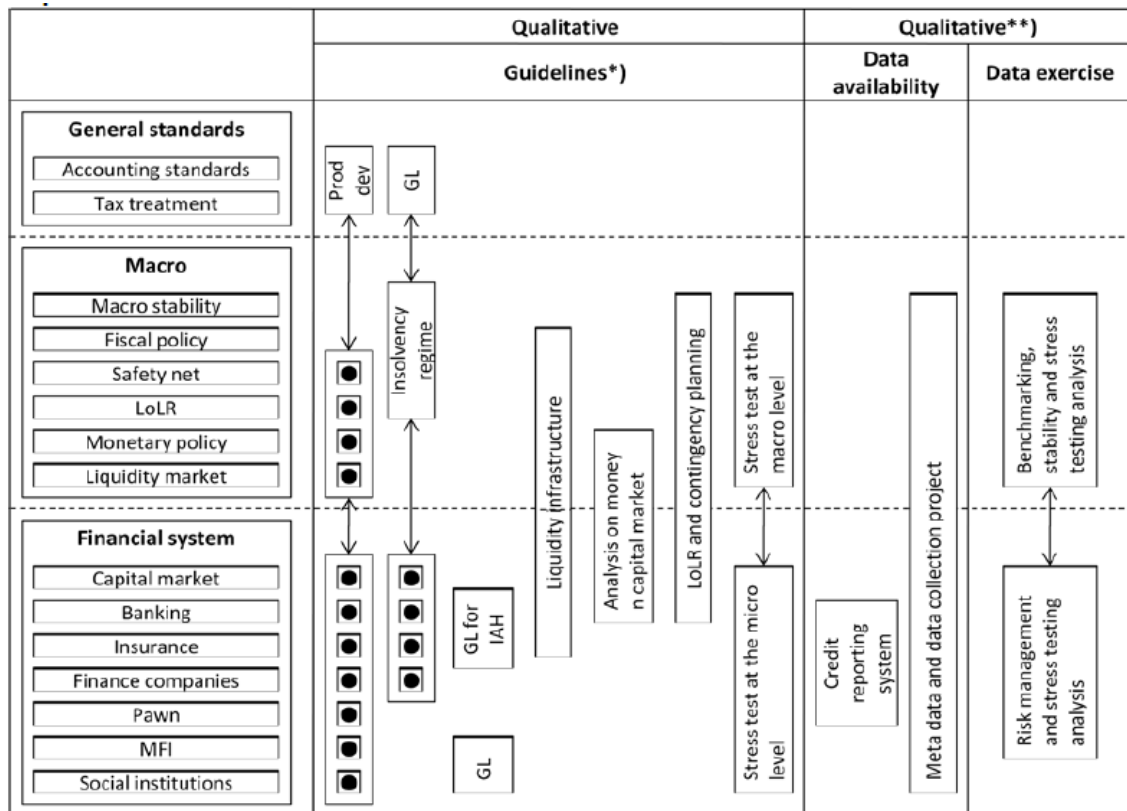 Qualitative
Qualitative**)
Guidelines*)
Data
availability
Data exercise
General standards
Accounting standards
Tax treatment
Prod
dev
GL
Macro
Macro stability
Fiscal policy
Safety net
LoLR
Monetary policy
Liquidity market
Insolvency
regime
Liquidity infrastructure
Analysis on money
n capital market
LoLR and contingency planning
Stress test at the
macro level
Meta data and data collection project
Benchmarking,
stability and stress
testing analysis
Financial system
Capital market
Banking
Insurance
Finance companies
Pawn
MFI
Social institutions
GL for
IAH
GL
Stress test at the micro
level
Credit
reporting
system
Risk management
and stress testing
analysis